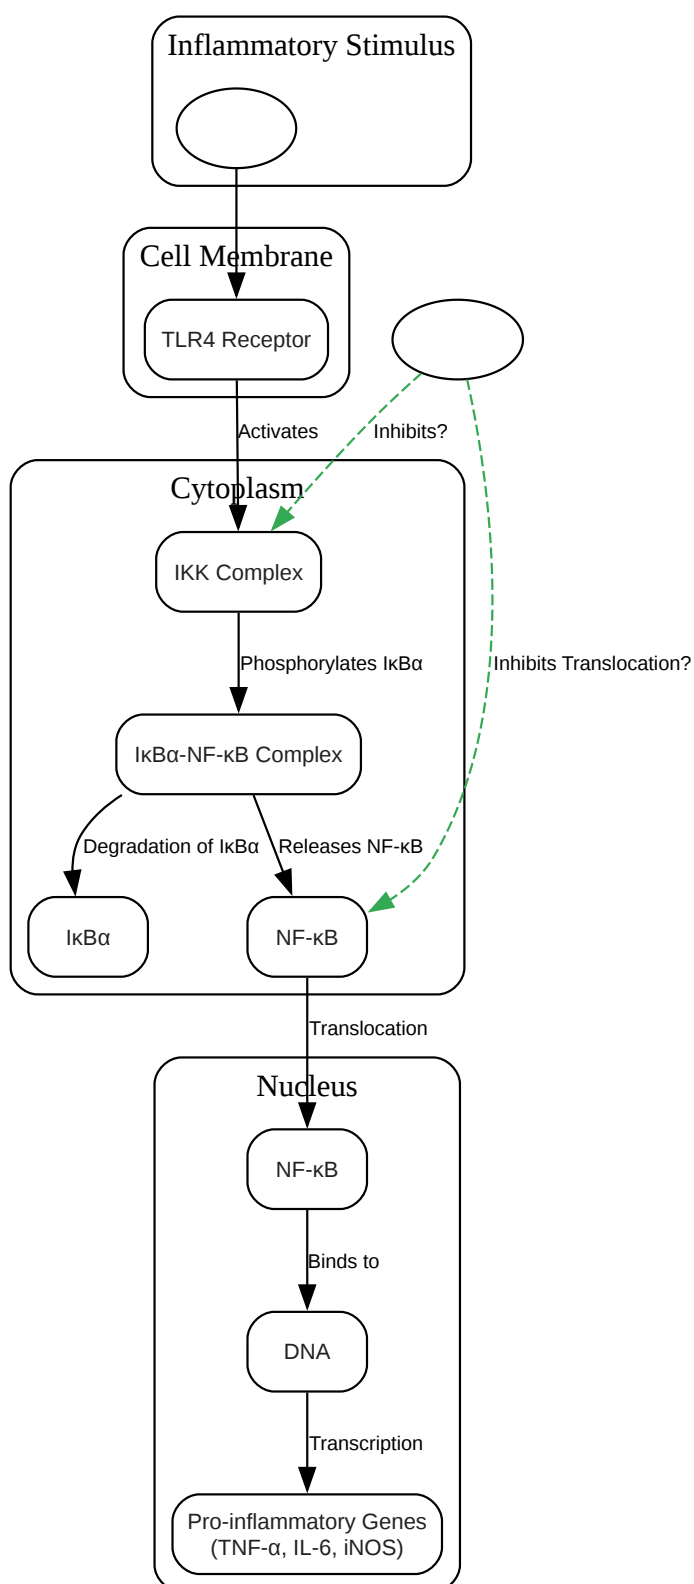 Inflammatory Stimulus
Cell Membrane
TLR4 Receptor
Activates
Inhibits?
Cytoplasm
IKK Complex
Phosphorylates IκBα
Inhibits Translocation?
IκBα-NF-κB Complex
Degradation of IκBα
Releases NF-κB
IκBα
NF-κB
Translocation
Nucleus
NF-κB
Binds to
DNA
Transcription
Pro-inflammatory Genes
(TNF-α, IL-6, iNOS)